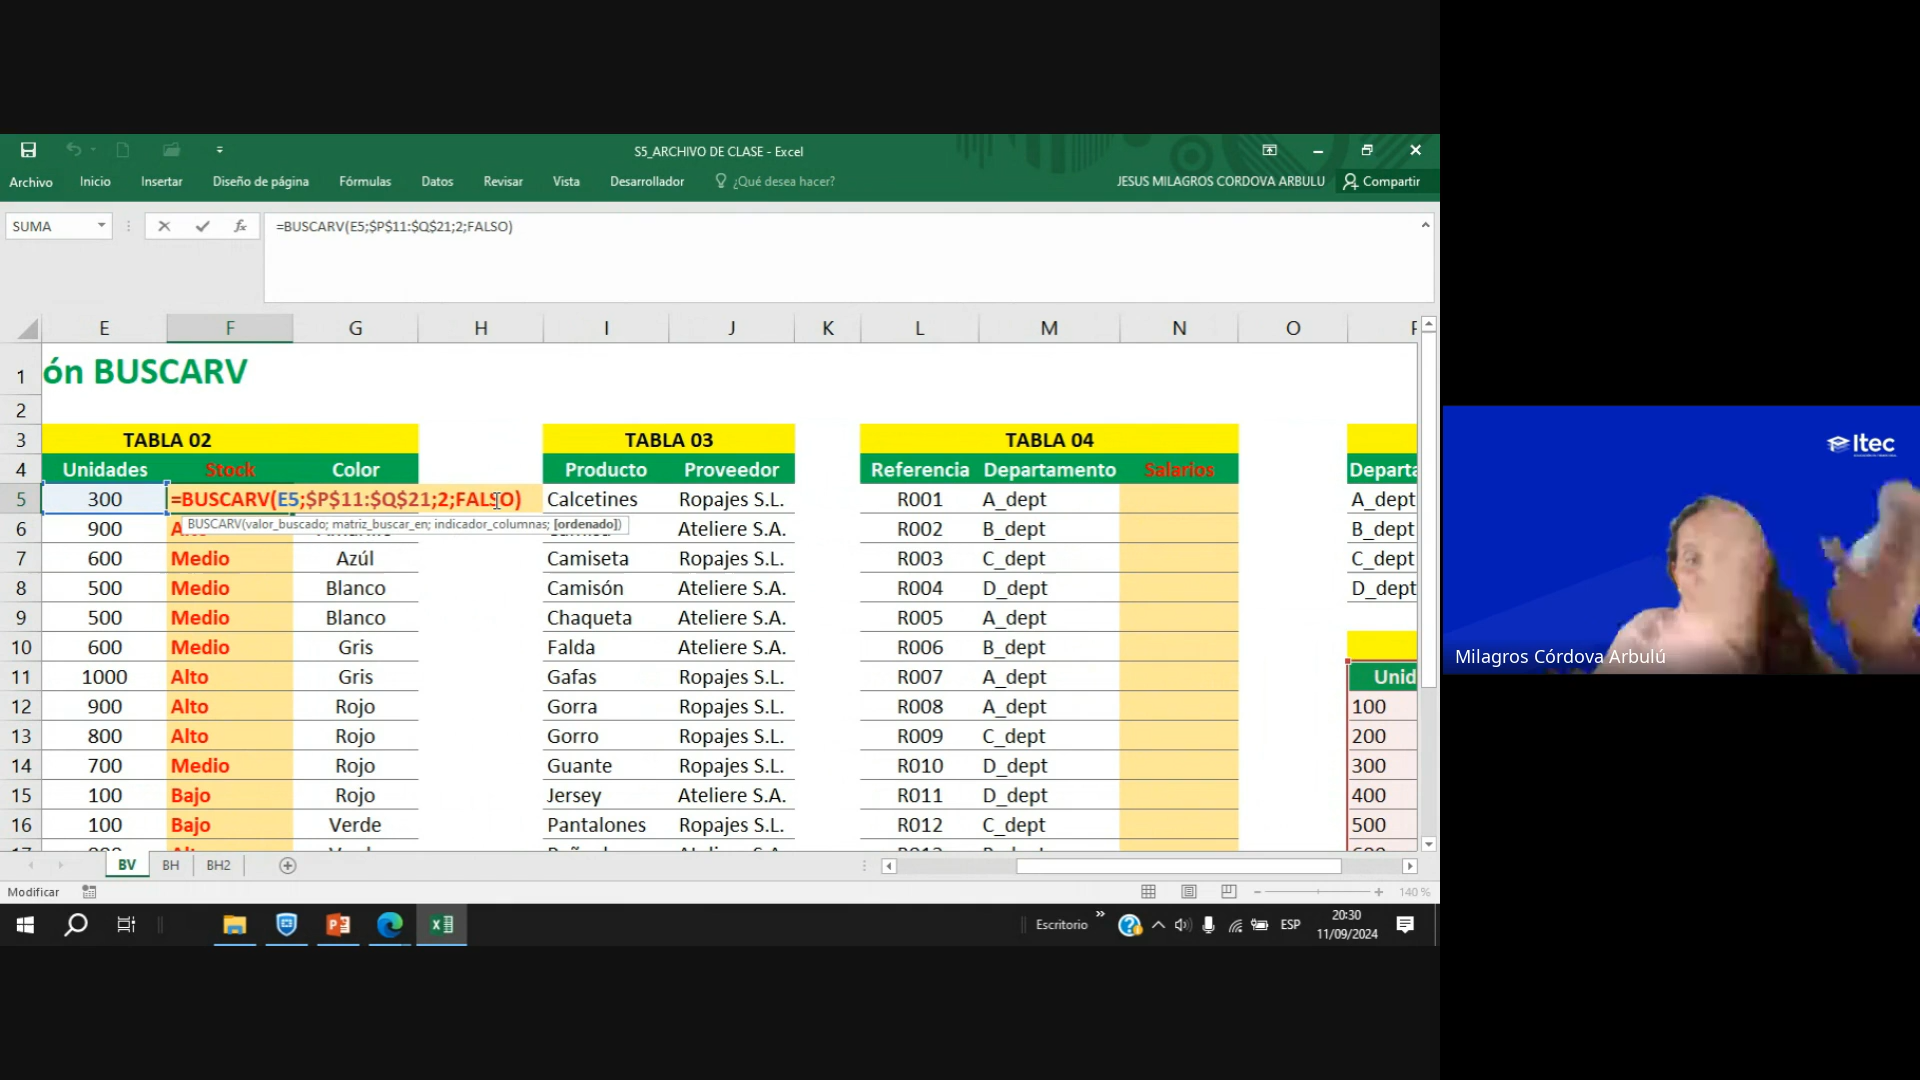 S5_ARCHIVO DE CLASE - Excel
Archivo Inicio Insertar Diseño de página Fórmulas Datos Revisar Vista Desarrollador ¿Qué desea hacer? JESUS MILAGROS CORDOVA ARBULU Compartir
SUMA fx =BUSCARV(E5;$P$11:$Q$21;2;FALSO)
E F G H I J K L M N O
1 ón BUSCARV
2
3 TABLA 02 TABLA 03 TABLA 04
4 Unidades Stock Color Producto Proveedor Referencia Departamento Salarios Departa
5 300 =BUSCARV(E5;$P$11:$Q$21;2;FALSO) Calcetines Ropajes S.L. R001 A_dept A_dept
BUSCARV(valor_buscado; matriz_buscar_en; indicador_columnas; [ordenado])
6 900 Ateliere S.A. R002 B_dept B_dept
7 600 Medio Azúl Camiseta Ropajes S.L. R003 C_dept C_dept
8 500 Medio Blanco Camisón Ateliere S.A. R004 D_dept D_dept
9 500 Medio Blanco Chaqueta Ateliere S.A. R005 A_dept
10 600 Medio Gris Falda Ateliere S.A. R006 B_dept
11 1000 Alto Gris Gafas Ropajes S.L. R007 A_dept Unid
12 900 Alto Rojo Gorra Ropajes S.L. R008 A_dept 100
13 800 Alto Rojo Gorro Ropajes S.L. R009 C_dept 200
14 700 Medio Rojo Guante Ropajes S.L. R010 D_dept 300
15 100 Bajo Rojo Jersey Ateliere S.A. R011 D_dept 400
16 100 Bajo Verde Pantalones Ropajes S.L. R012 C_dept 500
BV BH BH2
Modificar 140 %
Escritorio ESP 20:30
11/09/2024
Itec
Milagros Córdova Arbulú